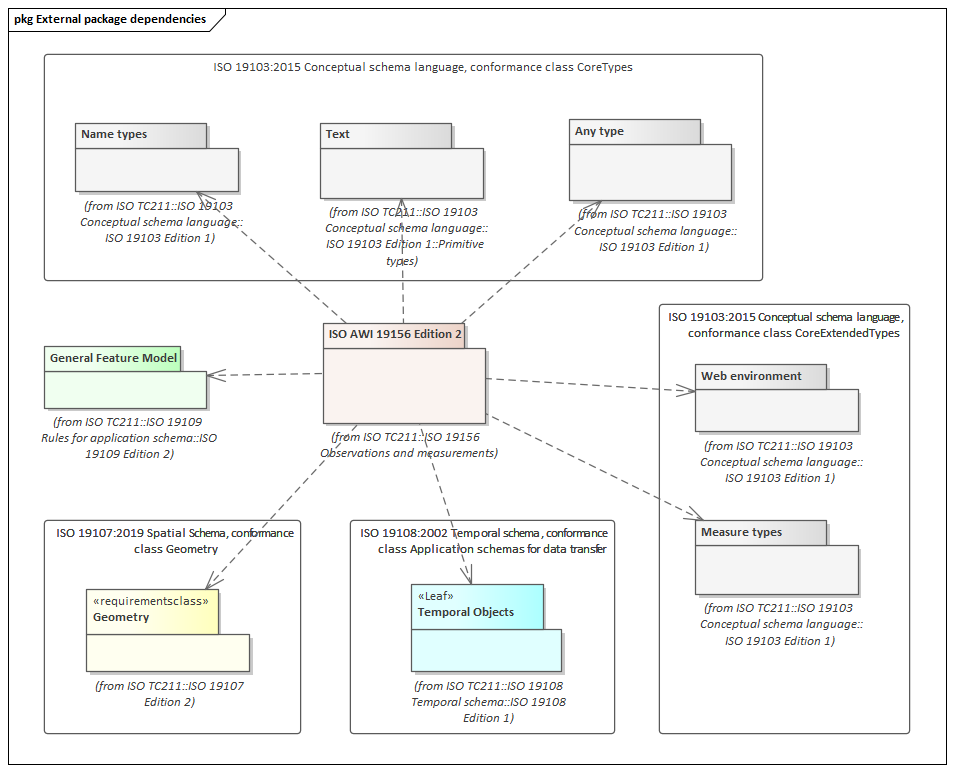 pkg External package dependencies
ISO 19103:2015 Conceptual schema language, conformance class CoreTypes
Name types
(from ISO TC211::ISO 19103
Conceptual schema language::
ISO 19103 Edition 1)
Text
(from ISO TC211::ISO 19103
Conceptual schema language::
ISO 19103 Edition 1::Primitive
types)
Any type
(from ISO TC211::ISO 19103
Conceptual schema language::
ISO 19103 Edition 1)
ISO AWI 19156 Edition 2
(from ISO TC211::ISO 19156
Observations and measurements)
General Feature Model
(from ISO TC211::ISO 19109
Rules for application schema::ISO
19109 Edition 2)
ISO 19103:2015 Conceptual schema language,
conformance class CoreExtendedTypes
Web environment
(from ISO TC211::ISO 19103
Conceptual schema language::
ISO 19103 Edition 1)
Measure types
(from ISO TC211::ISO 19103
Conceptual schema language::
ISO 19103 Edition 1)
ISO 19107:2019 Spatial Schema, conformance
class Geometry
«requirementsclass»
Geometry
(from ISO TC211::ISO 19107
Edition 2)
ISO 19108:2002 Temporal schema, conformance
class Application schemas for data transfer
«Leaf»
Temporal Objects
(from ISO TC211::ISO 19108
Temporal schema::ISO 19108
Edition 1)